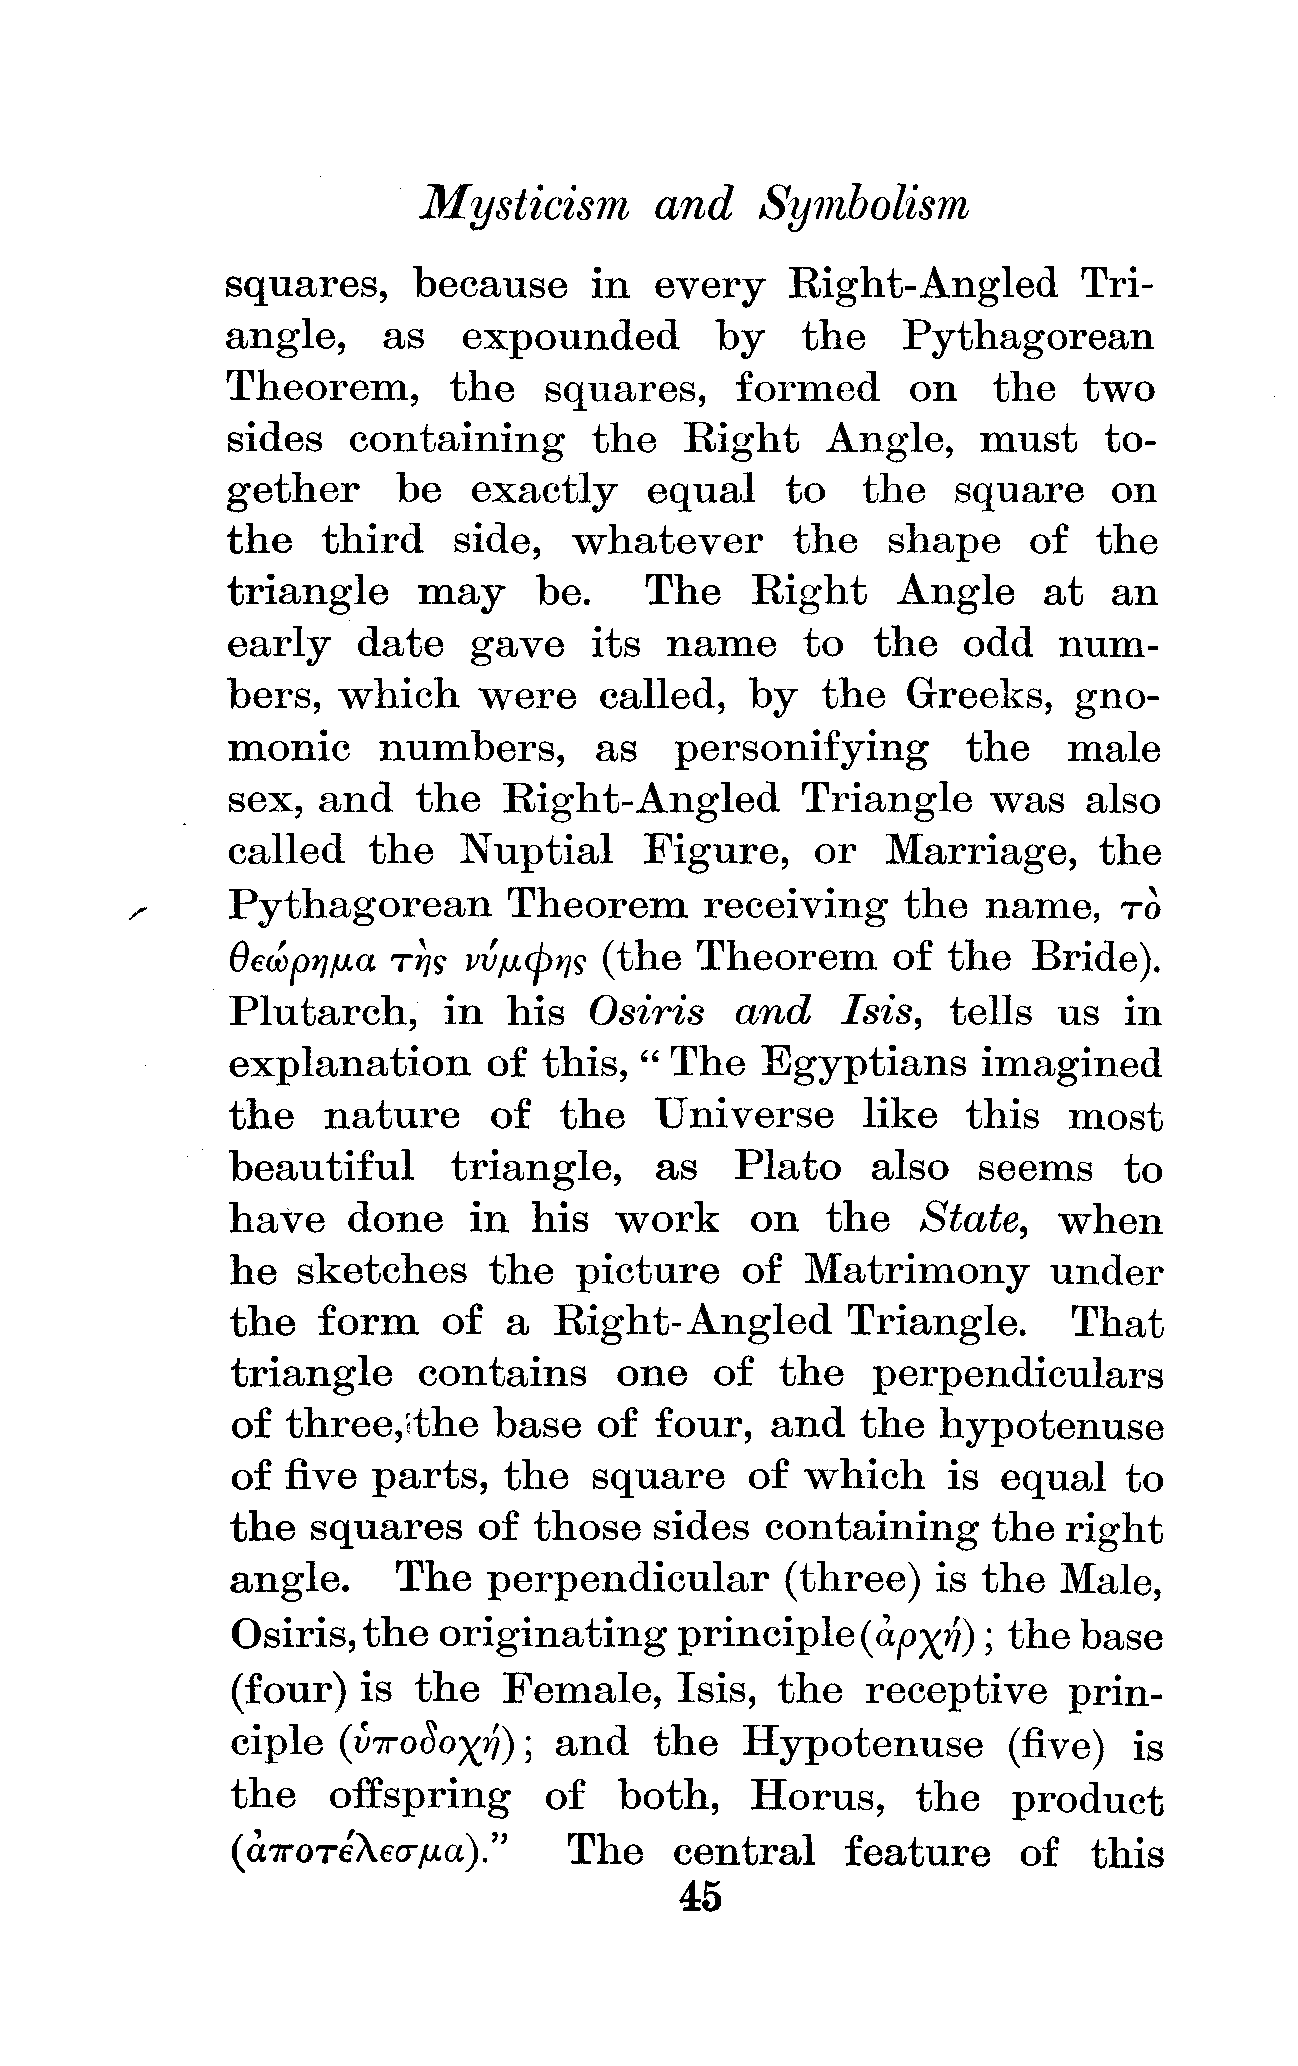 Mysticism and Symbolism
squares, because in every Right-Angled Tri-
angle, as expounded by the Pythagorean
Theorem, the squares, formed on the two
sides containing the Right Angle, must to-
gether be exactly equal to the square on
the third side, whatever the shape of the
triangle may be. The Right Angle at an
early date gave its name to the odd num-
bers, which were called, by the Greeks, gno-
monic numbers, as personifying the male
sex, and the Right-Angled Triangle was also
called the Nuptial Figure, or Marriage, the
Pythagorean Theorem receiving the name, τὸ
θεώρημα τὴς νύμφης (the Theorem of the Bride).
Plutarch, in his Osiris and Isis, tells us in
explanation of this, “ The Egyptians imagined
the nature of the Universe like this most
beautiful triangle, as Plato also seems to
have done in his work on the State, when
he sketches the picture of Matrimony under
the form of a Right-Angled Triangle. That
triangle contains one of the perpendiculars
of three, the base of four, and the hypotenuse
of five parts, the square of which is equal to
the squares of those sides containing the right
angle. The perpendicular (three) is the Male,
Osiris, the originating principle (ἀρχή) ; the base
(four) is the Female, Isis, the receptive prin-
ciple (ὑποδοχή) ; and the Hypotenuse (five) is
the offspring of both, Horus, the product
(ἀποτέλεσμα).” The central feature of this
45